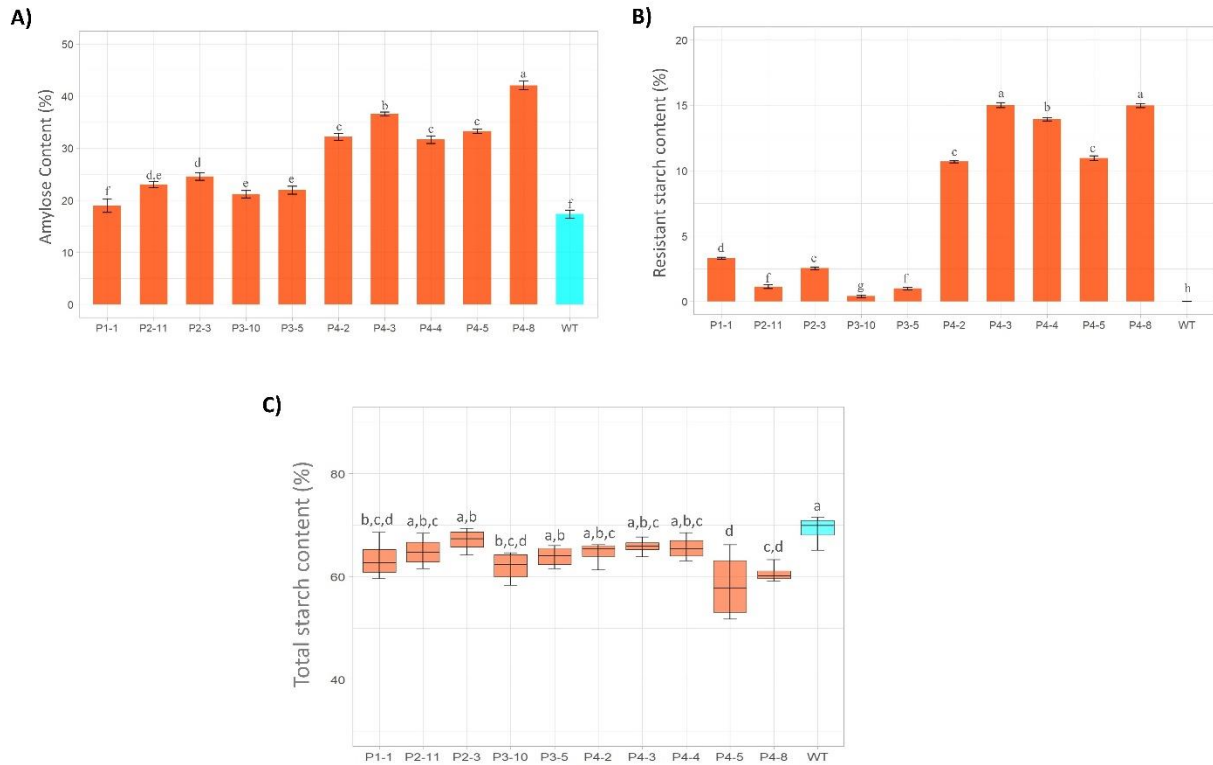 A)
Amylose Content (%)
50
40
30
20
10
0
f
d,e
d
e
e
c
b
c
c
a
f
P1-1 P2-11 P2-3 P3-10 P3-5 P4-2 P4-3 P4-4 P4-5 P4-8 WT
B)
Resistant starch content (%)
20
15
10
5
0
d
f
c
g
f
c
a
b
c
a
h
P1-1 P2-11 P2-3 P3-10 P3-5 P4-2 P4-3 P4-4 P4-5 P4-8 WT
C)
Total starch content (%)
80
60
40
b,c,d
a,b,c
a,b
b,c,d
a,b
a,b,c
a,b,c
a,b,c
d
c,d
a
P1-1 P2-11 P2-3 P3-10 P3-5 P4-2 P4-3 P4-4 P4-5 P4-8 WT